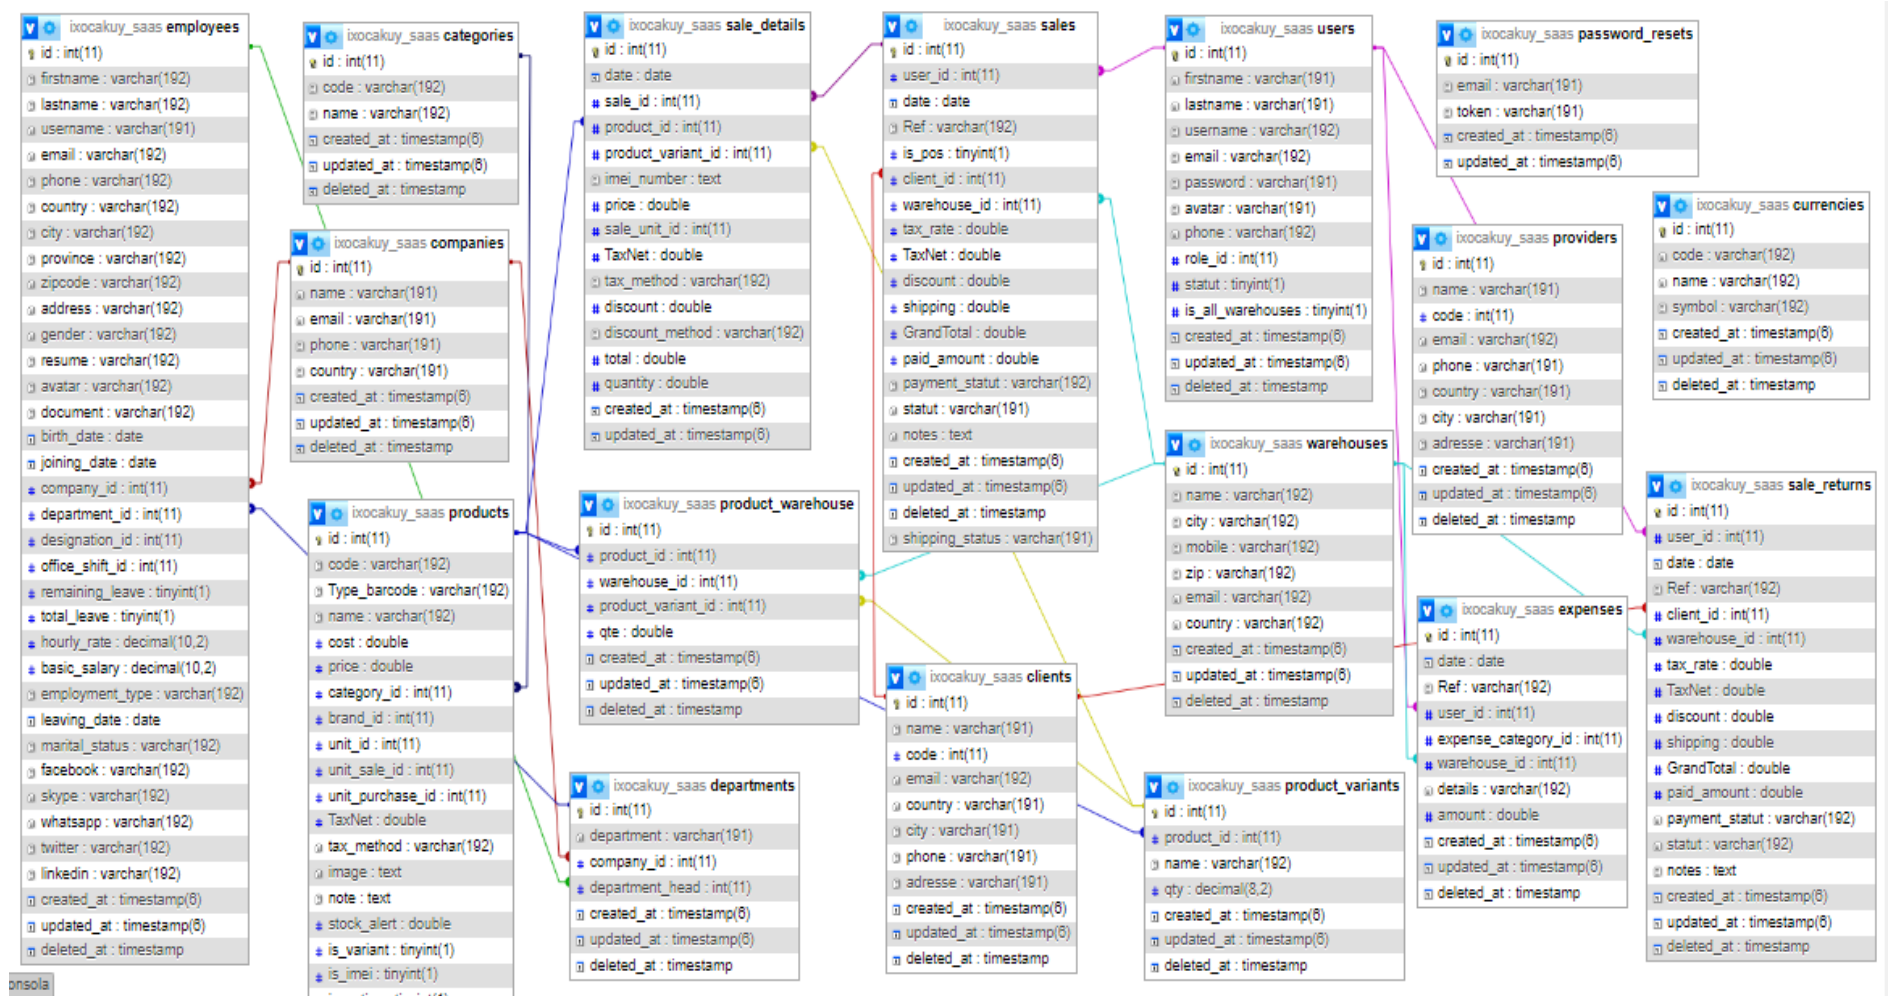 ixocakuy_saas employees
id : int(11)
firstname : varchar(192)
lastname : varchar(192)
username : varchar(191)
email : varchar(192)
phone : varchar(192)
country : varchar(192)
city : varchar(192)
province : varchar(192)
zipcode : varchar(192)
address : varchar(192)
gender : varchar(192)
resume : varchar(192)
avatar : varchar(192)
document : varchar(192)
birth_date : date
joining_date : date
company_id : int(11)
department_id : int(11)
designation_id : int(11)
office_shift_id : int(11)
remaining_leave : tinyint(1)
total_leave : tinyint(1)
hourly_rate : decimal(10,2)
basic_salary : decimal(10,2)
employment_type : varchar(192)
leaving_date : date
marital_status : varchar(192)
facebook : varchar(192)
skype : varchar(192)
whatsapp : varchar(192)
twitter : varchar(192)
linkedin : varchar(192)
created_at : timestamp(6)
updated_at : timestamp(6)
deleted_at : timestamp
onsola
ixocakuy_saas categories
id : int(11)
code : varchar(192)
name : varchar(192)
created_at : timestamp(6)
updated_at : timestamp(6)
deleted_at : timestamp
ixocakuy_saas companies
id : int(11)
name : varchar(191)
email : varchar(191)
phone : varchar(191)
country : varchar(191)
created_at : timestamp(6)
updated_at : timestamp(6)
deleted_at : timestamp
ixocakuy_saas products
id : int(11)
code : varchar(192)
Type_barcode : varchar(192)
name : varchar(192)
cost : double
price : double
category_id : int(11)
brand_id : int(11)
unit_id : int(11)
unit_sale_id : int(11)
unit_purchase_id : int(11)
TaxNet : double
tax_method : varchar(192)
image : text
note : text
stock_alert : double
is_variant : tinyint(1)
is_imei : tinyint(1)
ixocakuy_saas sale_details
id : int(11)
date : date
sale_id : int(11)
product_id : int(11)
product_variant_id : int(11)
imei_number : text
price : double
sale_unit_id : int(11)
TaxNet : double
tax_method : varchar(192)
discount : double
discount_method : varchar(192)
total : double
quantity : double
created_at : timestamp(6)
updated_at : timestamp(6)
ixocakuy_saas product_warehouse
id : int(11)
product_id : int(11)
warehouse_id : int(11)
product_variant_id : int(11)
qte : double
created_at : timestamp(6)
updated_at : timestamp(6)
deleted_at : timestamp
ixocakuy_saas departments
id : int(11)
department : varchar(191)
company_id : int(11)
department_head : int(11)
created_at : timestamp(6)
updated_at : timestamp(6)
deleted_at : timestamp
ixocakuy_saas sales
id : int(11)
user_id : int(11)
date : date
Ref : varchar(192)
is_pos : tinyint(1)
client_id : int(11)
warehouse_id : int(11)
tax_rate : double
TaxNet : double
discount : double
shipping : double
GrandTotal : double
paid_amount : double
payment_statut : varchar(192)
statut : varchar(191)
notes : text
created_at : timestamp(6)
updated_at : timestamp(6)
deleted_at : timestamp
shipping_status : varchar(191)
ixocakuy_saas clients
id : int(11)
name : varchar(191)
code : int(11)
email : varchar(192)
country : varchar(191)
city : varchar(191)
phone : varchar(191)
adresse : varchar(191)
created_at : timestamp(6)
updated_at : timestamp(6)
deleted_at : timestamp
ixocakuy_saas users
id : int(11)
firstname : varchar(191)
lastname : varchar(191)
username : varchar(192)
email : varchar(192)
password : varchar(191)
avatar : varchar(191)
phone : varchar(192)
role_id : int(11)
statut : tinyint(1)
is_all_warehouses : tinyint(1)
created_at : timestamp(6)
updated_at : timestamp(6)
deleted_at : timestamp
ixocakuy_saas warehouses
id : int(11)
name : varchar(192)
city : varchar(192)
mobile : varchar(192)
zip : varchar(192)
email : varchar(192)
country : varchar(192)
created_at : timestamp(6)
updated_at : timestamp(6)
deleted_at : timestamp
ixocakuy_saas product_variants
id : int(11)
product_id : int(11)
name : varchar(192)
qty : decimal(8,2)
created_at : timestamp(6)
updated_at : timestamp(6)
deleted_at : timestamp
ixocakuy_saas password_resets
id : int(11)
email : varchar(191)
token : varchar(191)
created_at : timestamp(6)
updated_at : timestamp(6)
ixocakuy_saas providers
id : int(11)
name : varchar(191)
code : int(11)
email : varchar(192)
phone : varchar(191)
country : varchar(191)
city : varchar(191)
adresse : varchar(191)
created_at : timestamp(6)
updated_at : timestamp(6)
deleted_at : timestamp
ixocakuy_saas expenses
id : int(11)
date : date
Ref : varchar(192)
user_id : int(11)
expense_category_id : int(11)
warehouse_id : int(11)
details : varchar(192)
amount : double
created_at : timestamp(6)
updated_at : timestamp(6)
deleted_at : timestamp
ixocakuy_saas currencies
id : int(11)
code : varchar(192)
name : varchar(192)
symbol : varchar(192)
created_at : timestamp(6)
updated_at : timestamp(6)
deleted_at : timestamp
ixocakuy_saas sale_returns
id : int(11)
user_id : int(11)
date : date
Ref : varchar(192)
client_id : int(11)
warehouse_id : int(11)
tax_rate : double
TaxNet : double
discount : double
shipping : double
GrandTotal : double
paid_amount : double
payment_statut : varchar(192)
statut : varchar(192)
notes : text
created_at : timestamp(6)
updated_at : timestamp(6)
deleted_at : timestamp